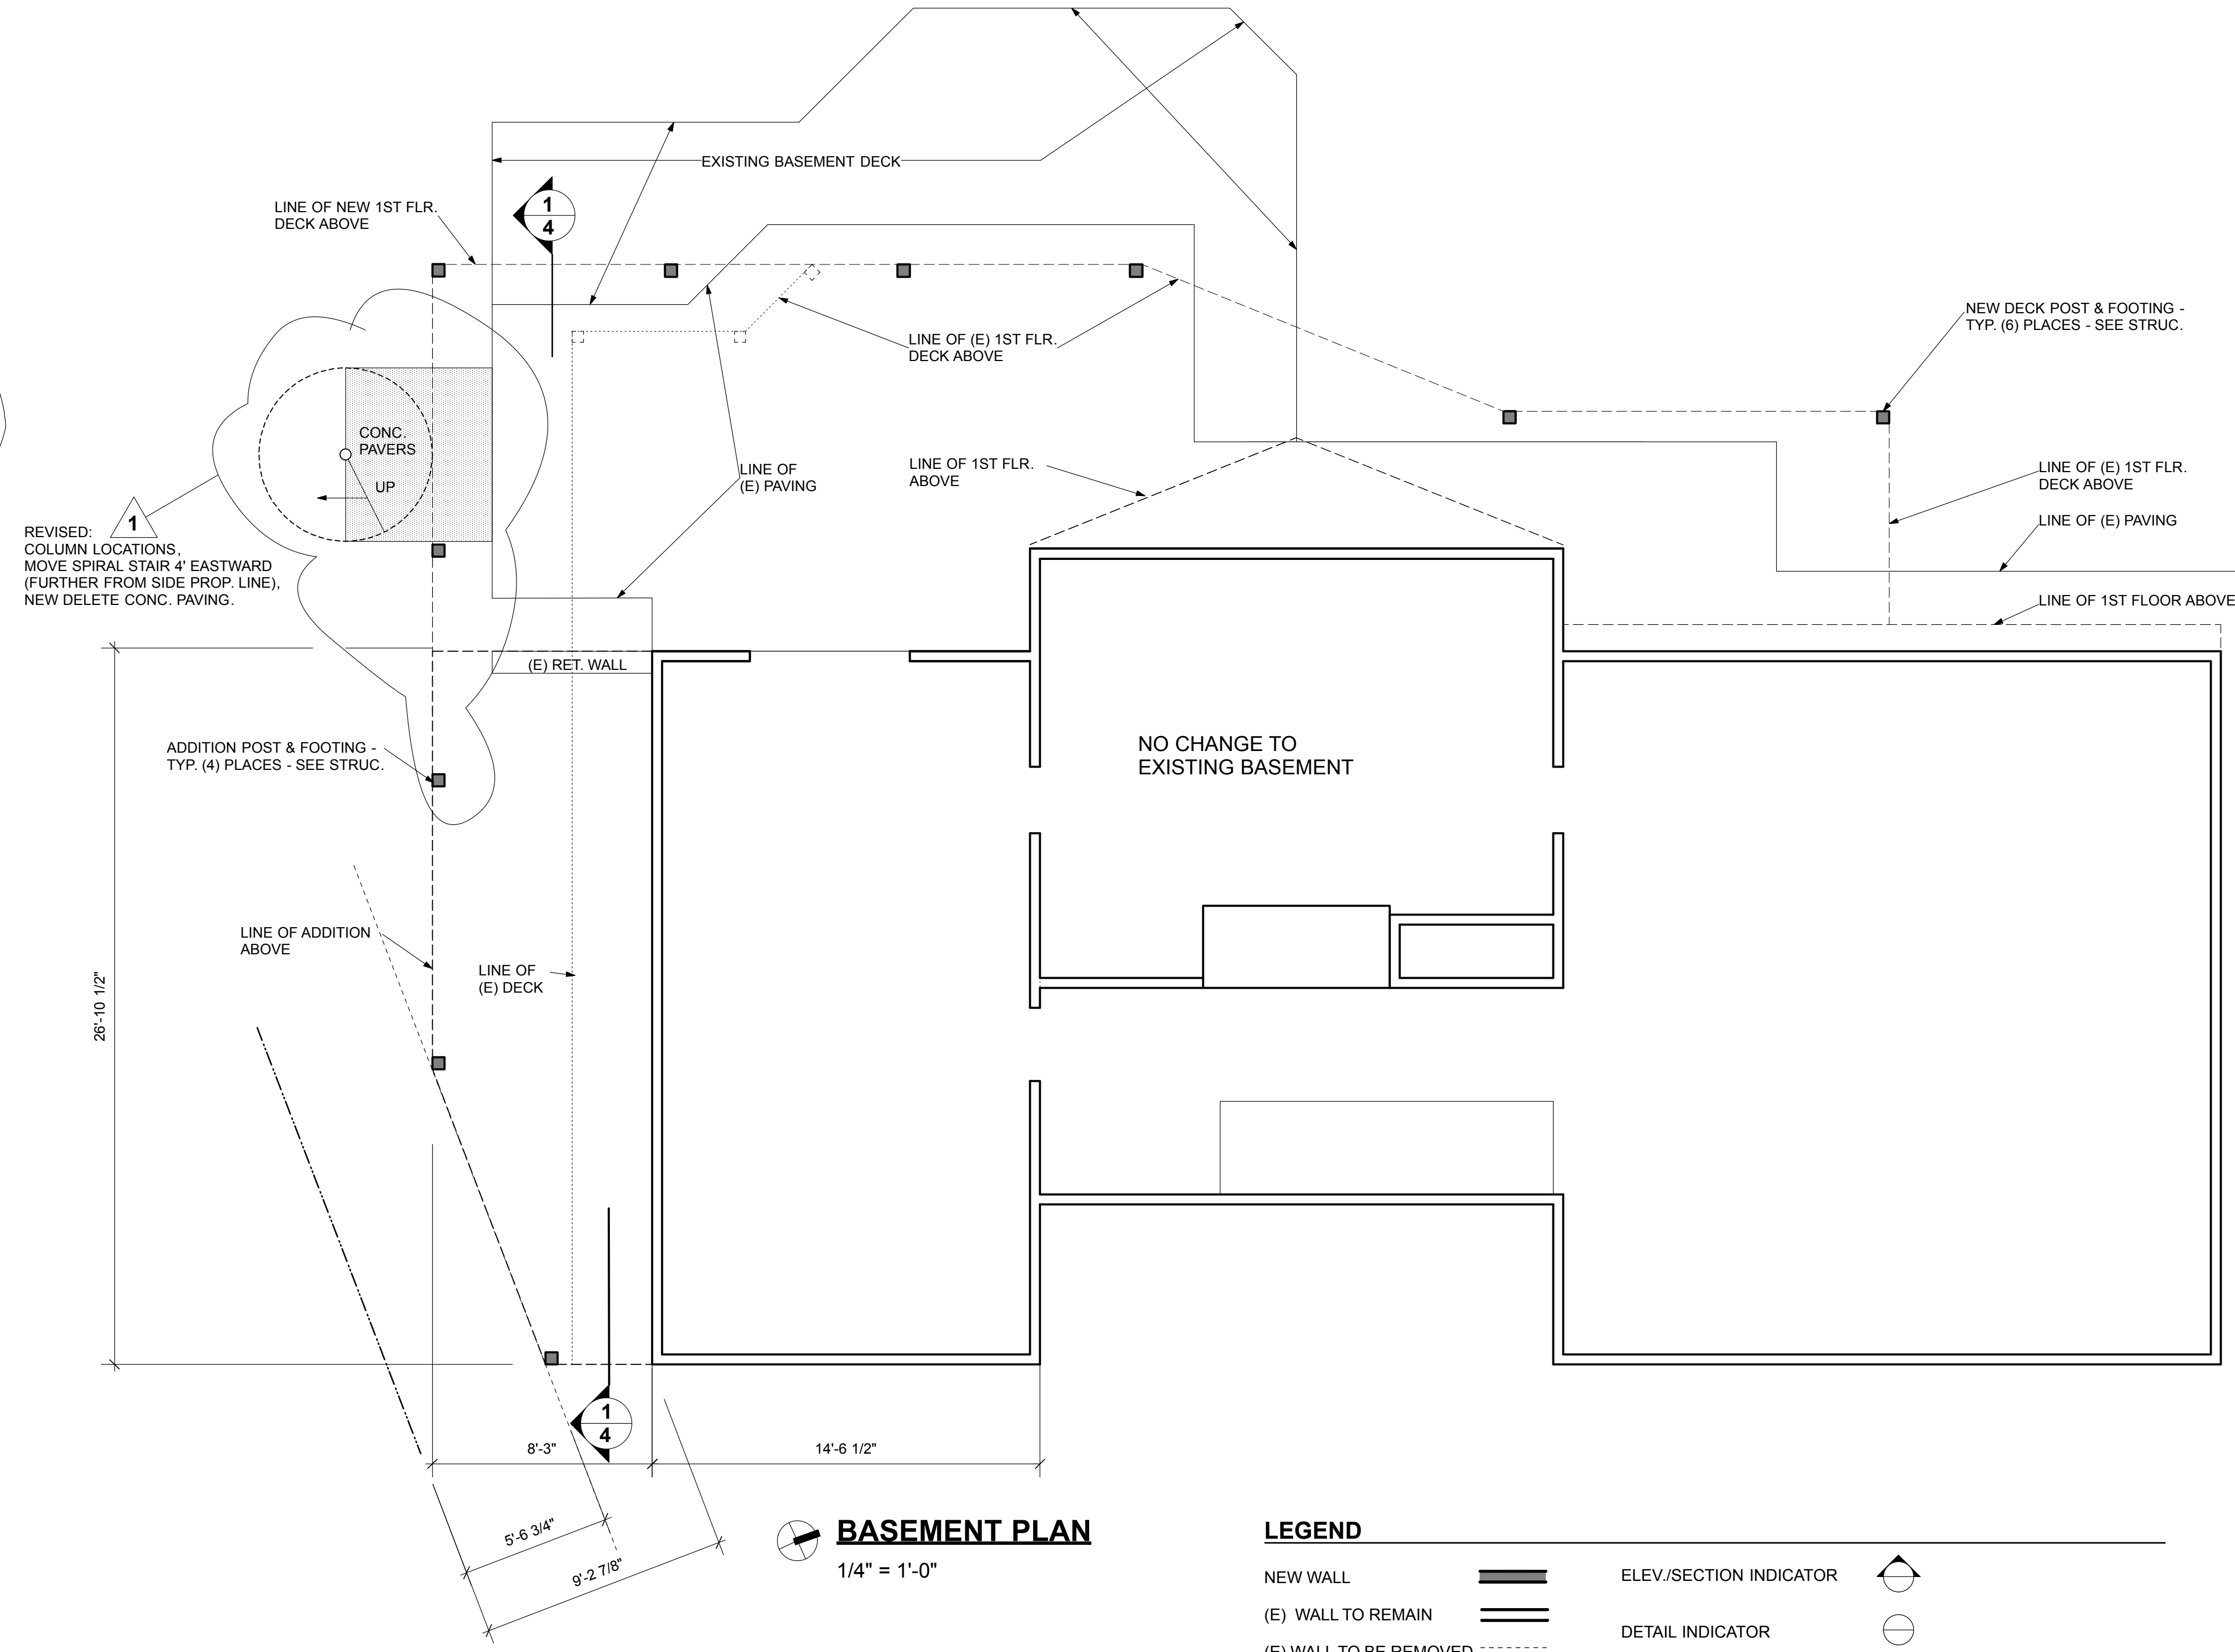 EXISTING BASEMENT DECK
LINE OF NEW 1ST FLR.
DECK ABOVE
1
4
LINE OF (E) 1ST FLR.
DECK ABOVE
NEW DECK POST & FOOTING -
TYP. (6) PLACES - SEE STRUC.
CONC.
PAVERS
UP
LINE OF
(E) PAVING
LINE OF 1ST FLR.
ABOVE
LINE OF (E) 1ST FLR.
DECK ABOVE
LINE OF (E) PAVING
LINE OF 1ST FLOOR ABOVE
1
REVISED:
COLUMN LOCATIONS,
MOVE SPIRAL STAIR 4' EASTWARD
(FURTHER FROM SIDE PROP. LINE),
NEW DELETE CONC. PAVING.
(E) RET. WALL
ADDITION POST & FOOTING -
TYP. (4) PLACES - SEE STRUC.
NO CHANGE TO
EXISTING BASEMENT
LINE OF ADDITION
ABOVE
LINE OF
(E) DECK
26'-10 1/2"
1
4
8'-3"
14'-6 1/2"
5'-6 3/4"
9'-2 7/8"
BASEMENT PLAN
1/4" = 1'-0"
LEGEND
NEW WALL
ELEV./SECTION INDICATOR
(E) WALL TO REMAIN
DETAIL INDICATOR
(E) WALL TO BE REMOVED